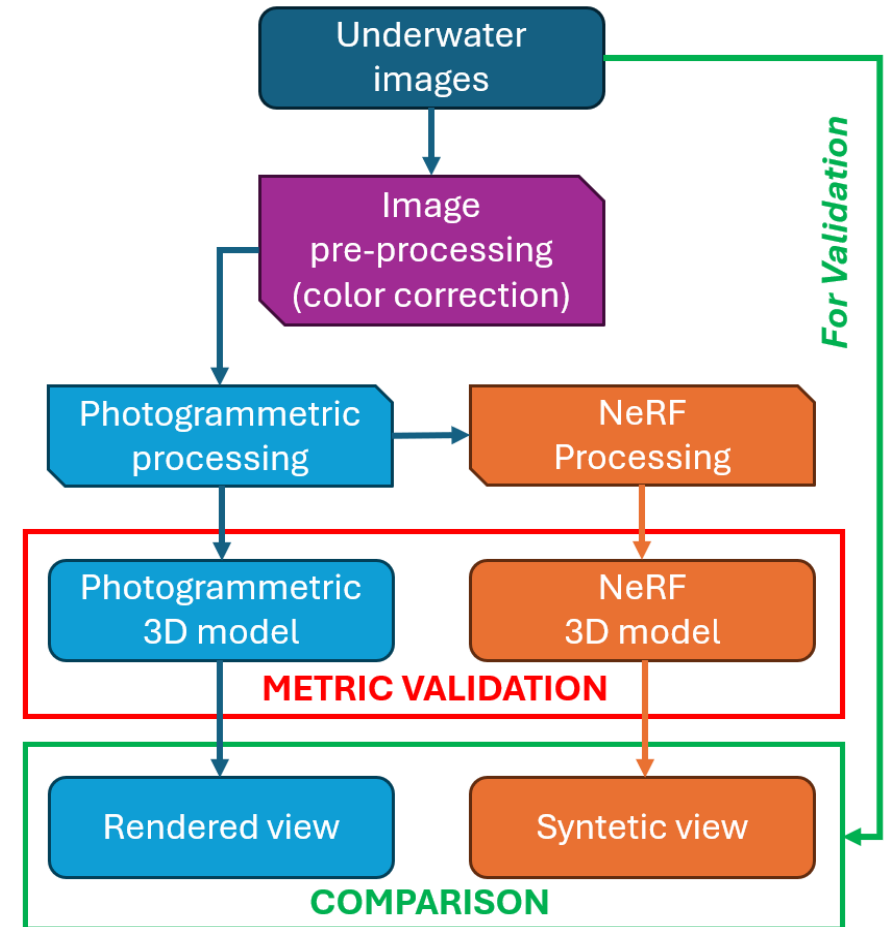 Underwater
images
For Validation
Image
pre-processing
(color correction)
Photogrammetric
processing
NeRF
Processing
Photogrammetric
3D model
NeRF
3D model
METRIC VALIDATION
Rendered view
Syntetic view
COMPARISON